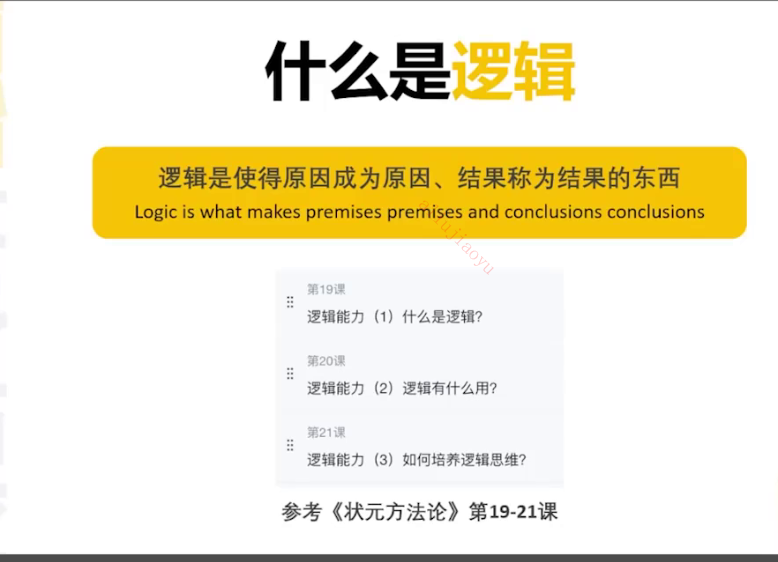 什么是逻辑
逻辑是使得原因成为原因、结果称为结果的东西
Logic is what makes premises premises and conclusions conclusions
第19课
逻辑能力（1）什么是逻辑?
第20课
逻辑能力（2）逻辑有什么用?
第21课
逻辑能力（3）如何培养逻辑思维?
参考《状元方法论》第19-21课